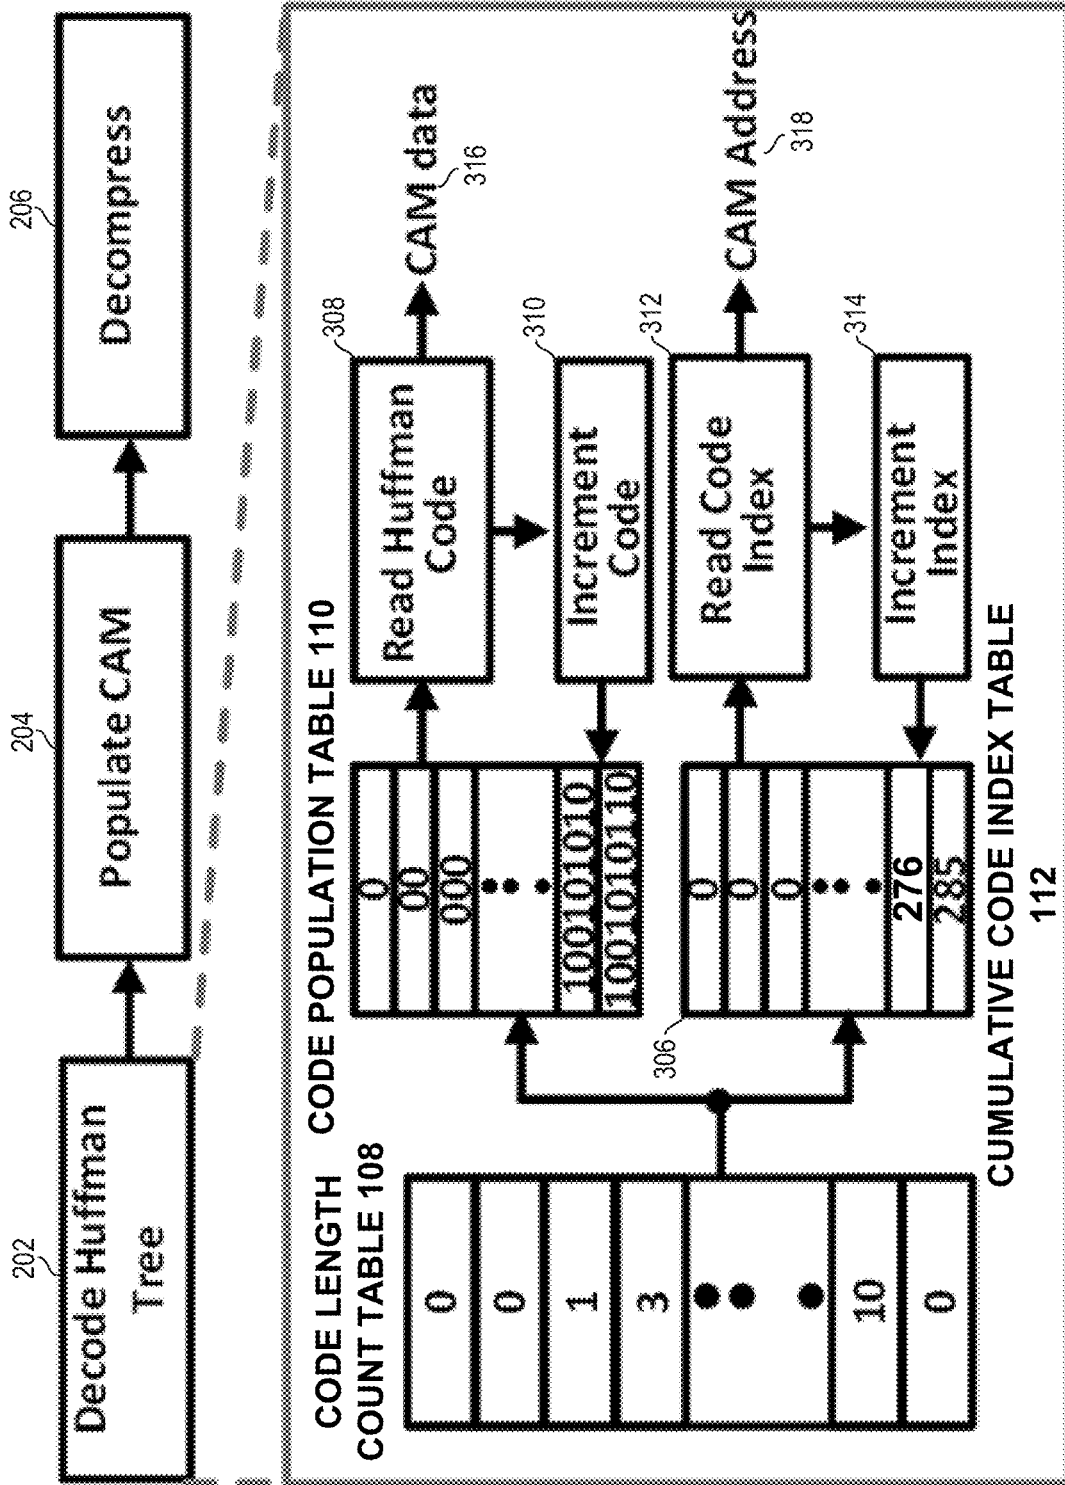 202
Decode Huffman
Tree
204
Populate CAM
206
Decompress
CODE LENGTH
COUNT TABLE 108
0
0
1
3
10
0
CODE POPULATION TABLE 110
0
00
000
100101010
10010101110
308
Read Huffman
Code
CAM data
316
310
Increment
Code
306
0
0
0
276
285
312
Read Code
Index
CAM Address
318
314
Increment
Index
CUMULATIVE CODE INDEX TABLE
112